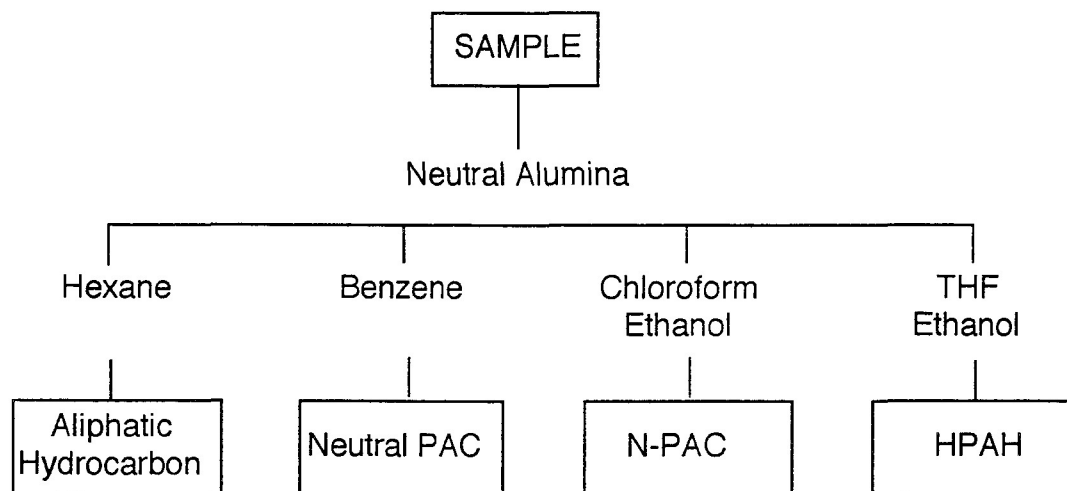 SAMPLE
Neutral Alumina
Hexane
Benzene
Chloroform
Ethanol
THF
Ethanol
Aliphatic
Hydrocarbon
Neutral PAC
N-PAC
HPAH